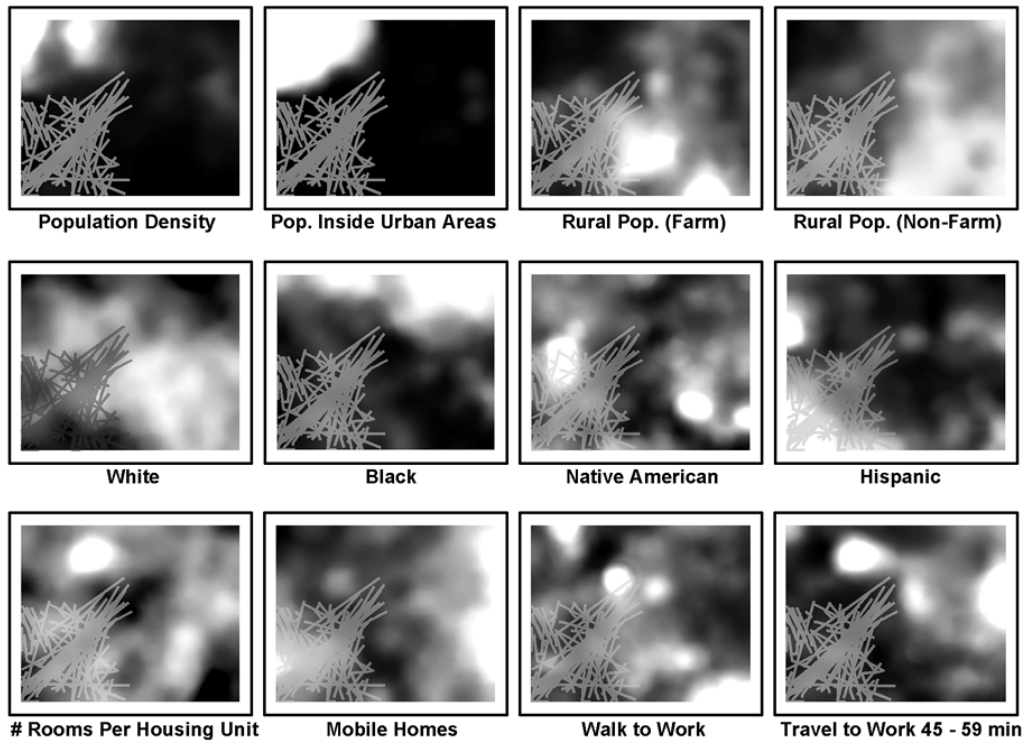 Population Density
Pop. Inside Urban Areas
Rural Pop. (Farm)
Rural Pop. (Non-Farm)
White
Black
Native American
Hispanic
# Rooms Per Housing Unit
Mobile Homes
Walk to Work
Travel to Work 45 - 59 min